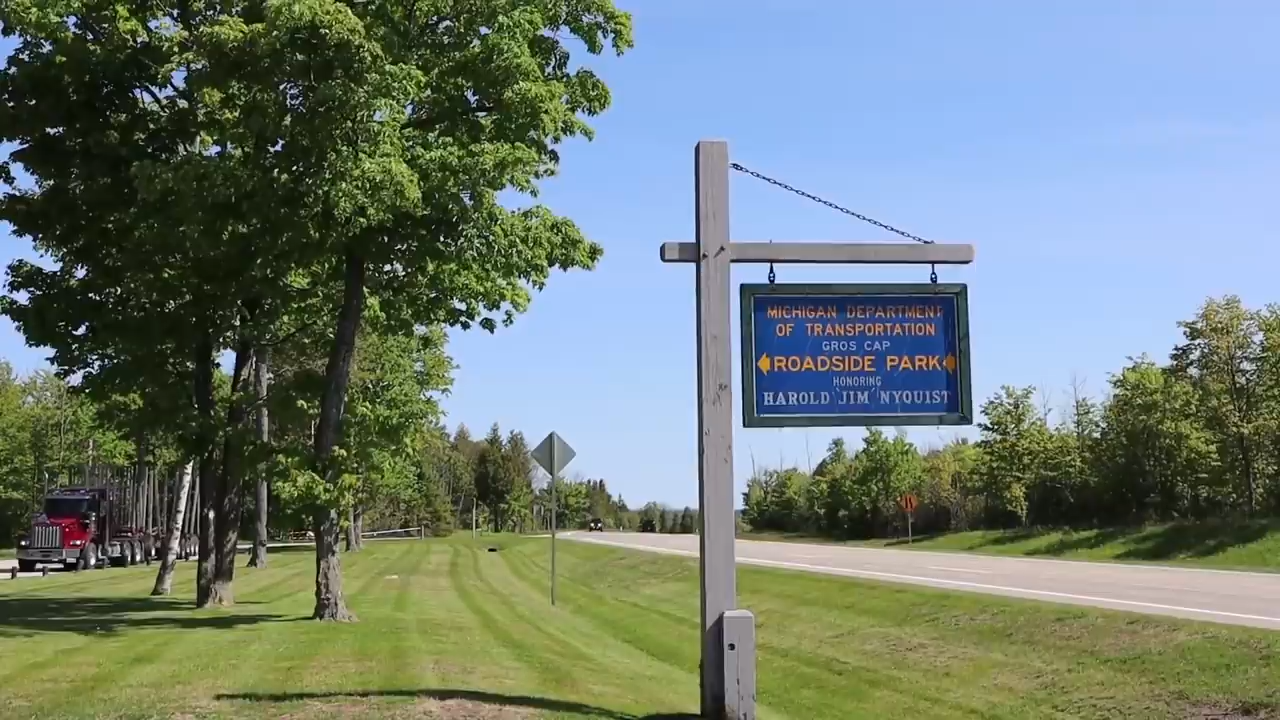 MICHIGAN DEPARTMENT
OF TRANSPORTATION
GROS CAP
ROADSIDE PARK
HONORING
HAROLD 'JIM' NYQUIST